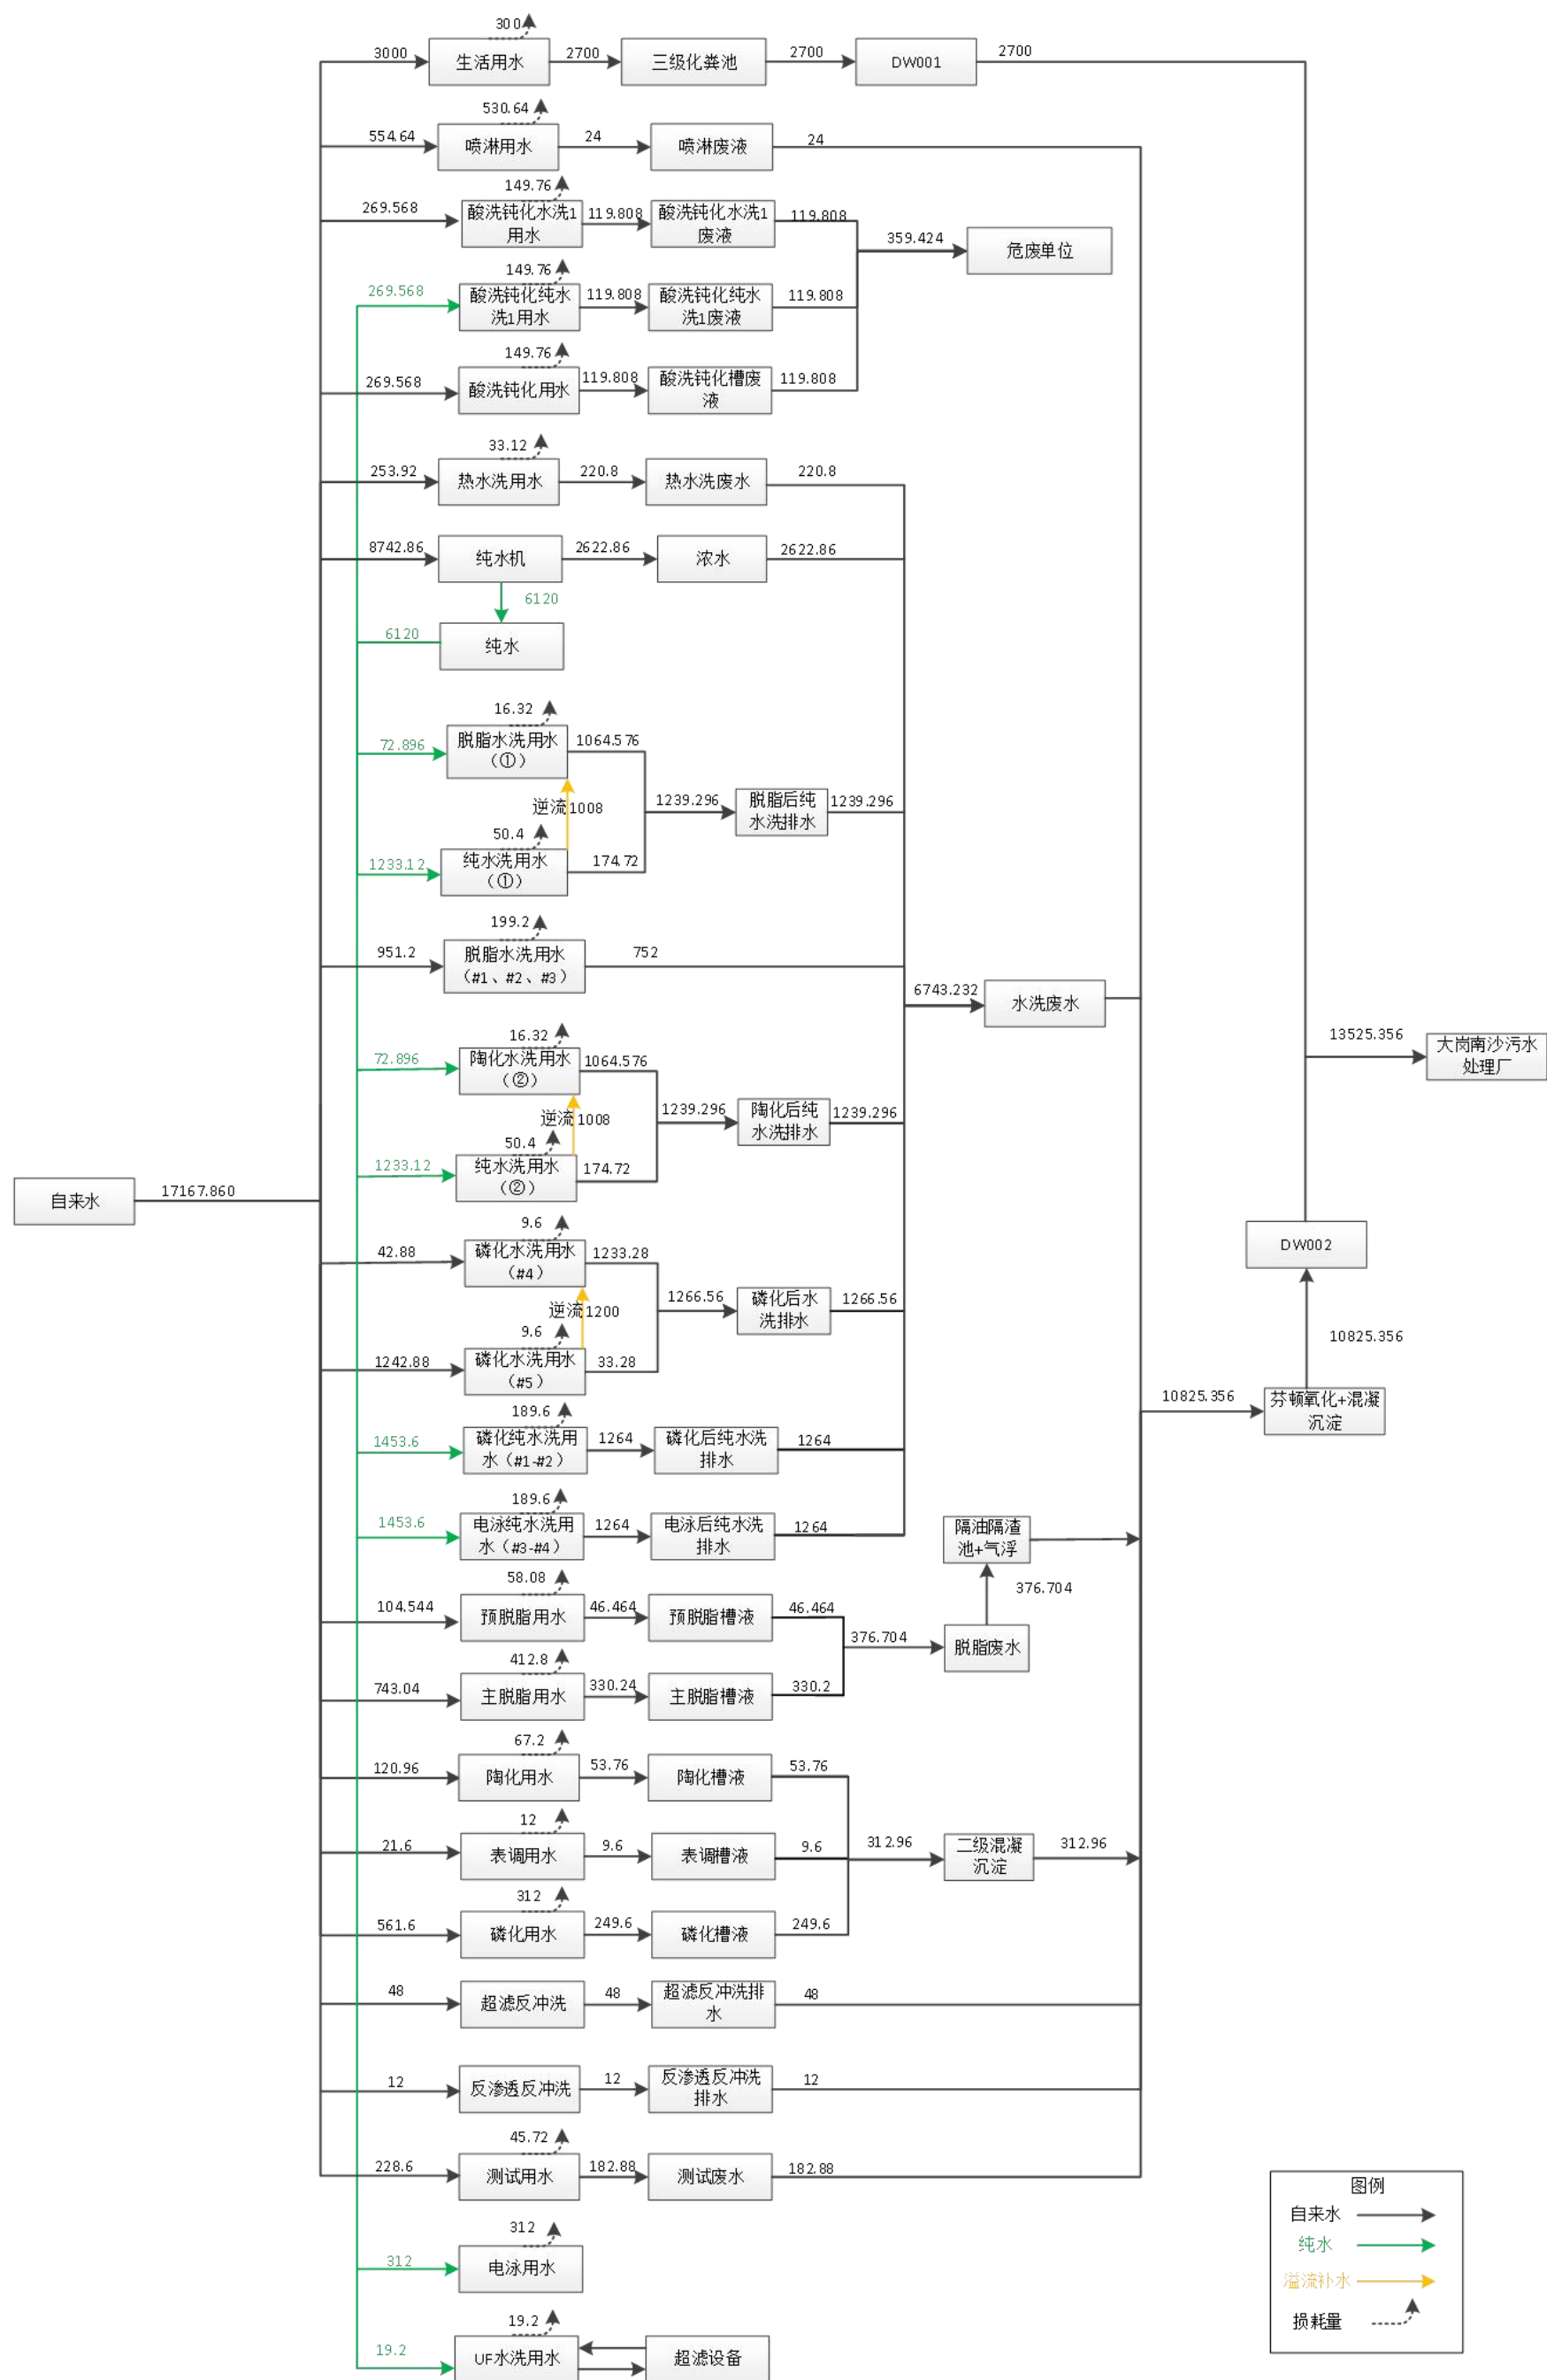 300
3000
生活用水
2700
三级化粪池
2700
DW001
2700
530.64
554.64
喷淋用水
24
喷淋废液
24
149.76
269.568
酸洗钝化水洗1
用水
119.808
酸洗钝化水洗1
废液
119.808
359.424
危废单位
149.76
269.568
酸洗钝化纯水
洗1用水
119.808
酸洗钝化纯水
洗1废液
119.808
149.76
269.568
酸洗钝化用水
119.808
酸洗钝化槽废
液
119.808
33.12
253.92
热水洗用水
220.8
热水洗废水
220.8
8742.86
纯水机
2622.86
浓水
2622.86
6120
6120
纯水
16.32
72.896
脱脂水洗用水
（①）
1064.576
逆流1008
1239.296
脱脂后纯
水洗排水
1239.296
50.4
1233.12
纯水洗用水
（①）
174.72
199.2
951.2
脱脂水洗用水
（#1、#2、#3）
752
6743.232
水洗废水
16.32
72.896
陶化水洗用水
（②）
1064.576
逆流1008
1239.296
陶化后纯
水洗排水
1239.296
50.4
1233.12
纯水洗用水
（②）
174.72
13525.356
大岗南沙污水
处理厂
自来水
17167.860
9.6
42.88
磷化水洗用水
（#4）
1233.28
逆流1200
1266.56
磷化后水
洗排水
1266.56
9.6
1242.88
磷化水洗用水
（#5）
33.28
DW002
10825.356
10825.356
芬顿氧化+混凝
沉淀
189.6
1453.6
磷化纯水洗用
水（#1-#2）
1264
磷化后纯水洗
排水
1264
189.6
1453.6
电泳纯水洗用
水（#3-#4）
1264
电泳后纯水洗
排水
1264
隔油隔渣
池+气浮
376.704
58.08
104.544
预脱脂用水
46.464
预脱脂槽液
46.464
376.704
脱脂废水
412.8
743.04
主脱脂用水
330.24
主脱脂槽液
330.2
67.2
120.96
陶化用水
53.76
陶化槽液
53.76
12
21.6
表调用水
9.6
表调槽液
9.6
312.96
二级混凝
沉淀
312.96
312
561.6
磷化用水
249.6
磷化槽液
249.6
48
超滤反冲洗
48
超滤反冲洗排
水
48
12
反渗透反冲洗
12
反渗透反冲洗
排水
12
45.72
228.6
测试用水
182.88
测试废水
182.88
312
312
电泳用水
19.2
19.2
UF水洗用水
超滤设备
图例
自来水
纯水
溢流补水
损耗量